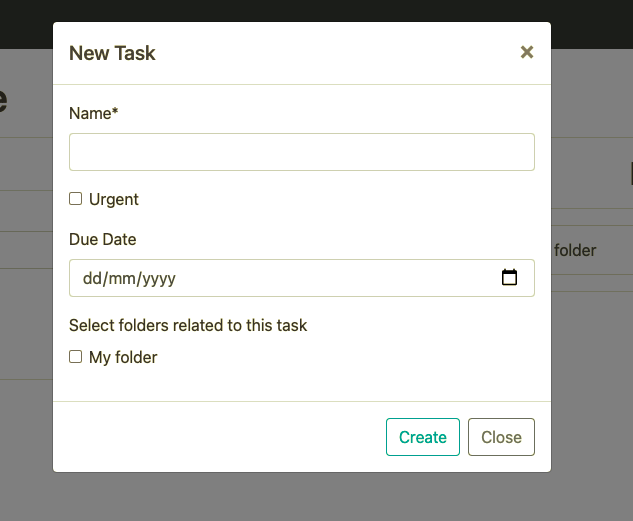 New Task
×
Name*
Urgent
Due Date
dd/mm/yyyy
Select folders related to this task
My folder
Create Close
e
folder